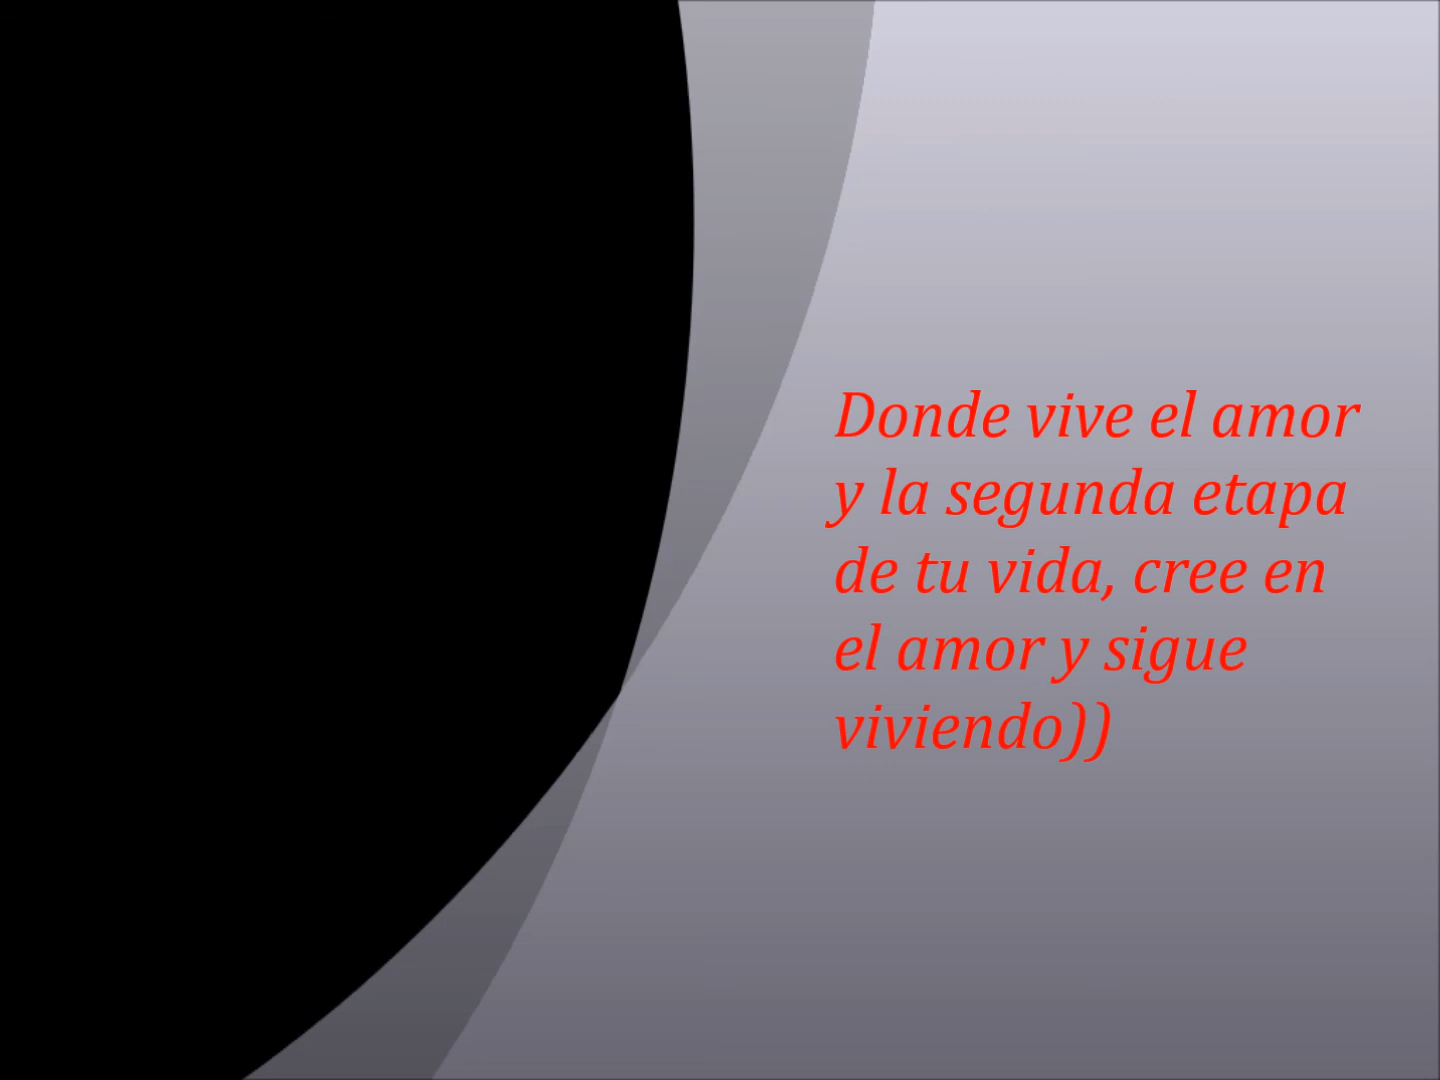 Donde vive el amor
y la segunda etapa
de tu vida, cree en
el amor y sigue
viviendo))